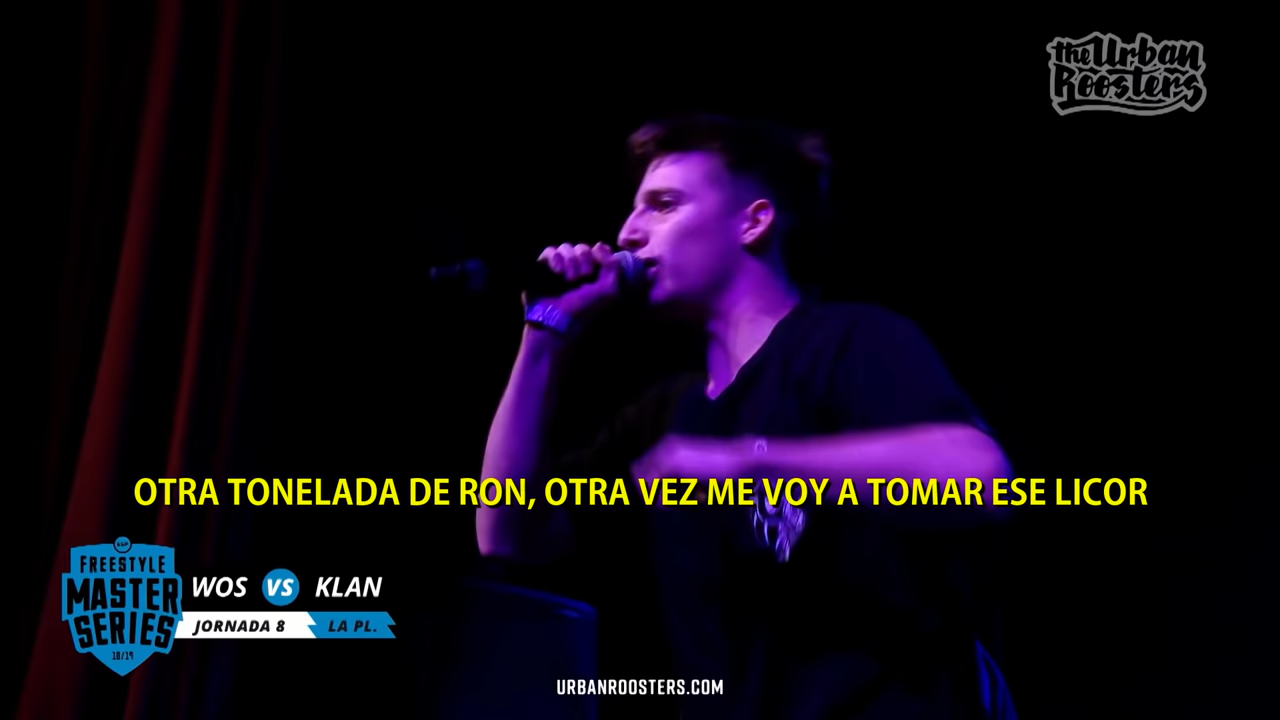 the Urban
Roosters
OTRA TONELADA DE RON, OTRA VEZ ME VOY A TOMAR ESE LICOR
FREESTYLE
MASTER
SERIES
18/19
WOS VS KLAN
JORNADA 8 LA PL.
URBANROOSTERS.COM